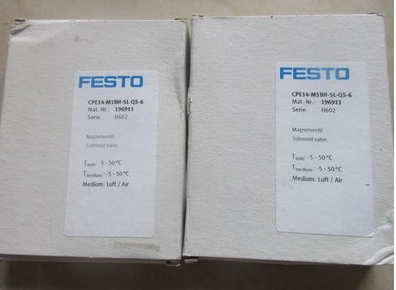 FESTO
CPE14-M1BH-5L-QS-6
Mat.-Nr.: 196911
Serie: H602
Magnetventil
Solenoid valve
Tamb: -5 - 50°C
Tmedium: -5 - 50°C
Medium: Luft / Air
FESTO
CPE14-M1BH-5L-QS-6
Mat.-Nr.: 196911
Serie: H602
Magnetventil
Solenoid valve
Tamb: -5 - 50°C
Tmedium: -5 - 50°C
Medium: Luft / Air